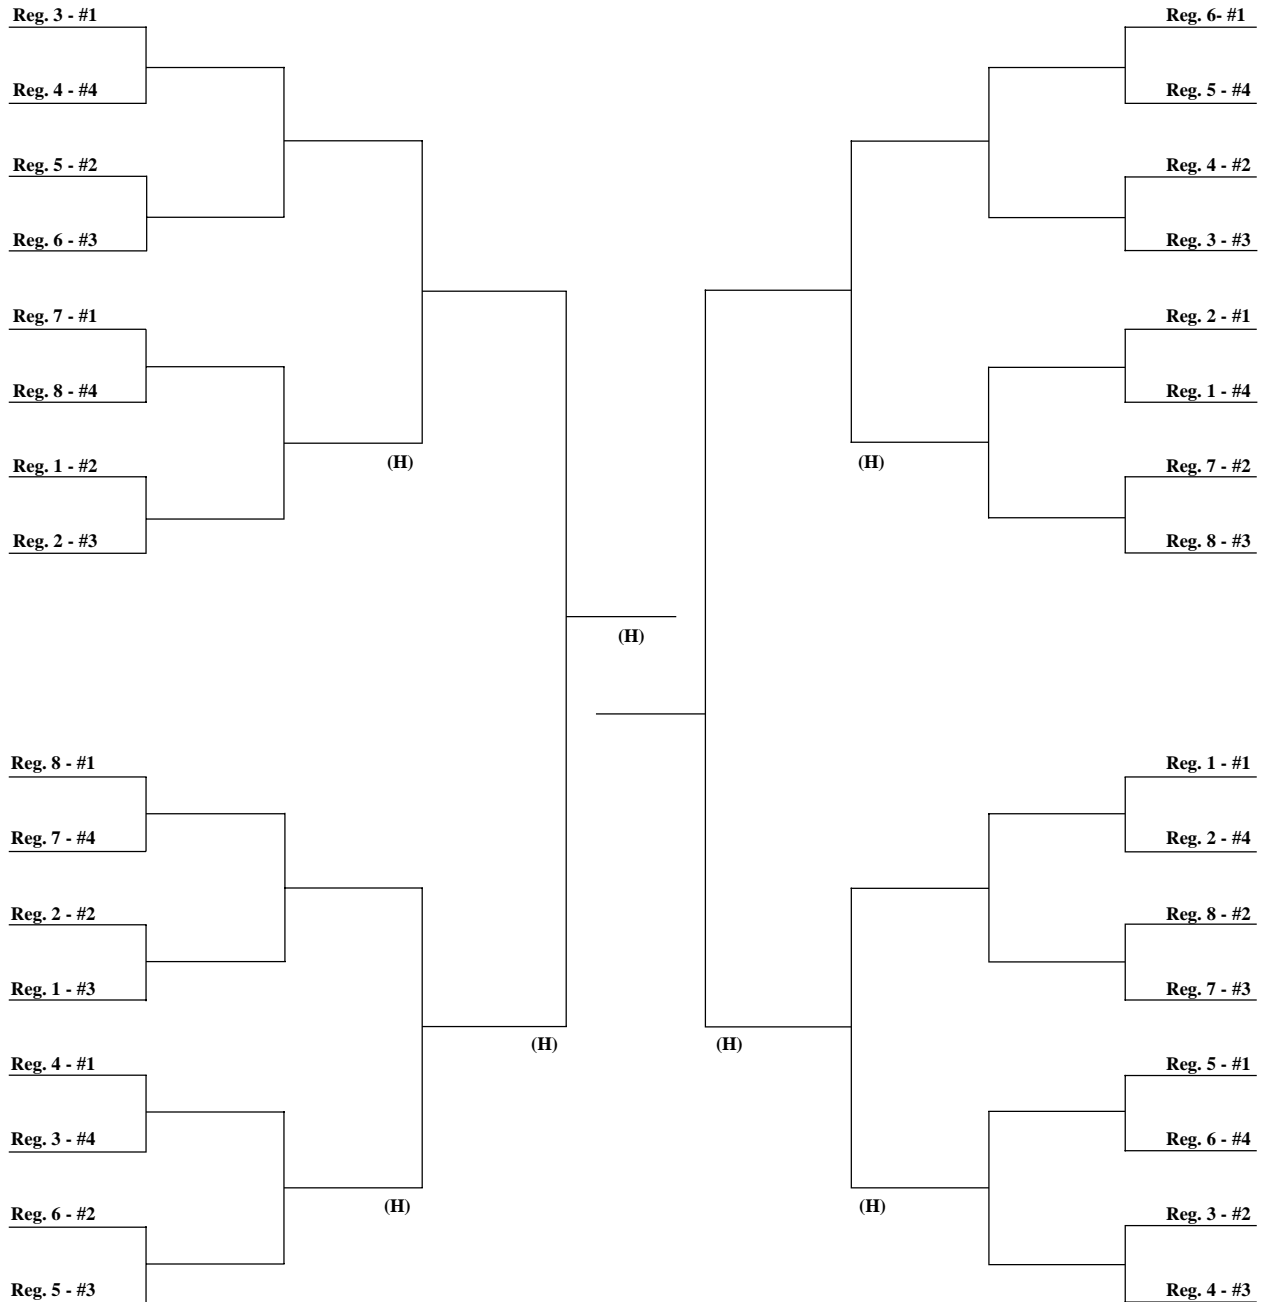 Reg. 3 - #1
Reg. 4 - #4
Reg. 5 - #2
Reg. 6 - #3
Reg. 7 - #1
Reg. 8 - #4
Reg. 1 - #2
Reg. 2 - #3
(H)
Reg. 8 - #1
Reg. 7 - #4
Reg. 2 - #2
Reg. 1 - #3
Reg. 4 - #1
Reg. 3 - #4
Reg. 6 - #2
Reg. 5 - #3
(H)
(H)
(H)
Reg. 6- #1
Reg. 5 - #4
Reg. 4 - #2
Reg. 3 - #3
Reg. 2 - #1
Reg. 1 - #4
Reg. 7 - #2
Reg. 8 - #3
(H)
Reg. 1 - #1
Reg. 2 - #4
Reg. 8 - #2
Reg. 7 - #3
Reg. 5 - #1
Reg. 6 - #4
Reg. 3 - #2
Reg. 4 - #3
(H)
(H)